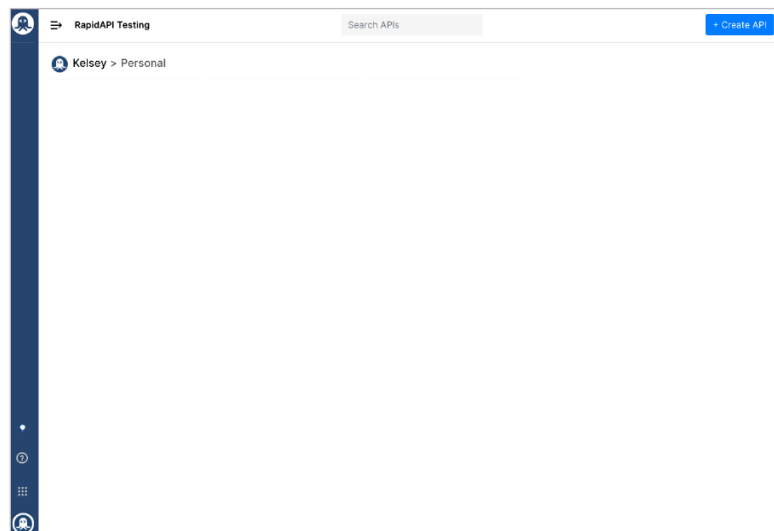 RapidAPI Testing
Search APIs
+ Create API
Kelsey > Personal